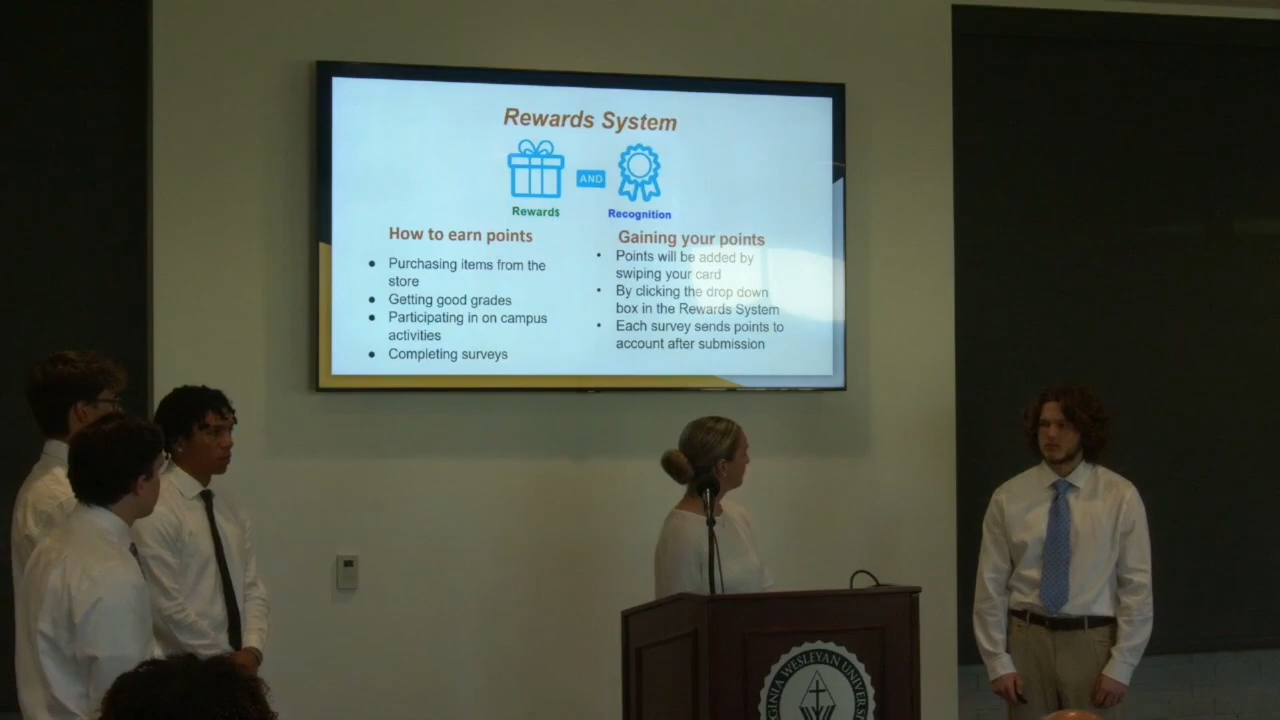 Rewards System
AND
Rewards
Recognition
How to earn points
• Purchasing items from the
store
• Getting good grades
• Participating in on campus
activities
• Completing surveys
Gaining your points
• Points will be added by
swiping your card
• By clicking the drop down
box in the Rewards System
• Each survey sends points to
account after submission
WESLEYAN